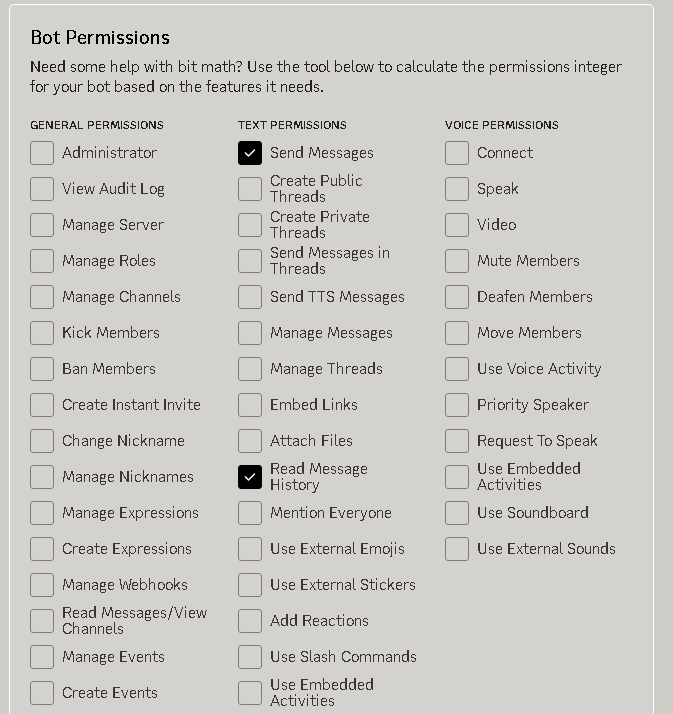 Bot Permissions
Need some help with bit math? Use the tool below to calculate the permissions integer
for your bot based on the features it needs.
GENERAL PERMISSIONS
Administrator
View Audit Log
Manage Server
Manage Roles
Manage Channels
Kick Members
Ban Members
Create Instant Invite
Change Nickname
Manage Nicknames
Manage Expressions
Create Expressions
Manage Webhooks
Read Messages/View
Channels
Manage Events
Create Events
TEXT PERMISSIONS
Send Messages
Create Public
Threads
Create Private
Threads
Send Messages in
Threads
Send TTS Messages
Manage Messages
Manage Threads
Embed Links
Attach Files
Read Message
History
Mention Everyone
Use External Emojis
Use External Stickers
Add Reactions
Use Slash Commands
Use Embedded
Activities
VOICE PERMISSIONS
Connect
Speak
Video
Mute Members
Deafen Members
Move Members
Use Voice Activity
Priority Speaker
Request To Speak
Use Embedded
Activities
Use Soundboard
Use External Sounds